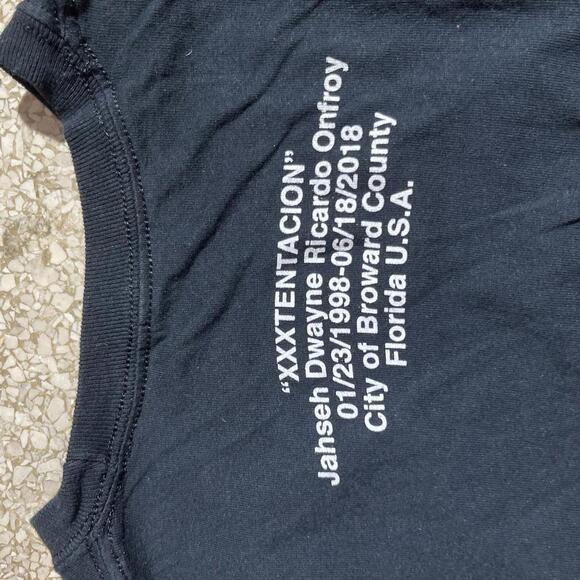 “XXXTENTACION”
Jahseh Dwayne Ricardo Onfroy
01/23/1998-06/18/2018
City of Broward County
Florida U.S.A.